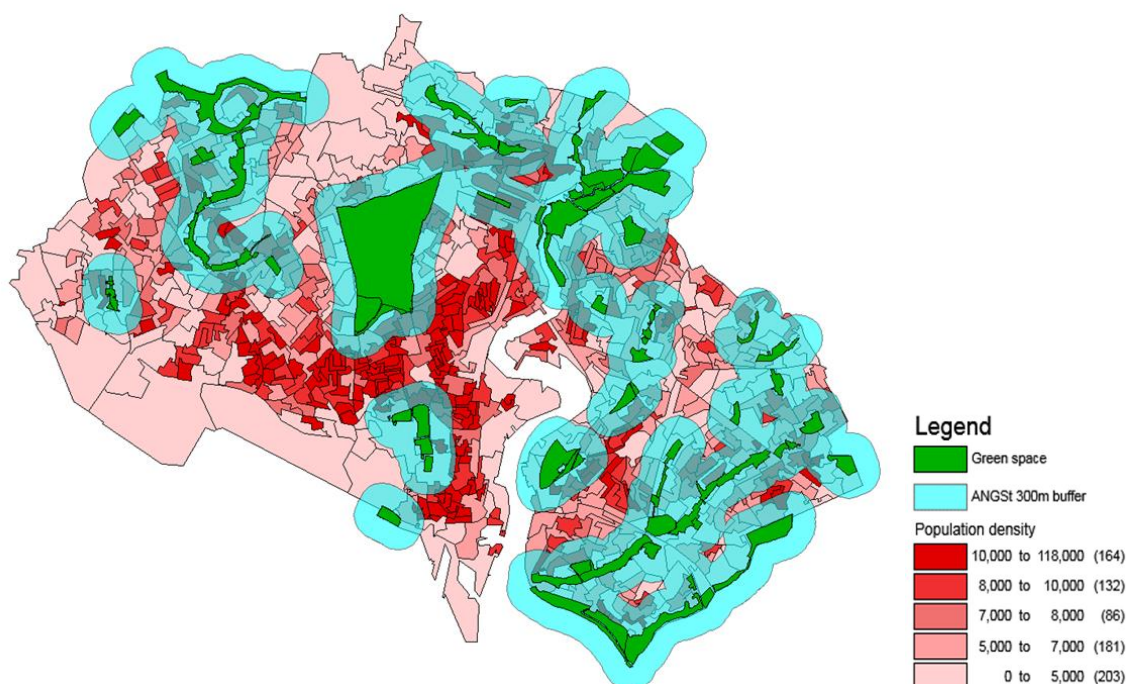 Legend
Green space
ANGSt 300m buffer
Population density
10,000 to 118,000 (164)
8,000 to 10,000 (132)
7,000 to 8,000 (86)
5,000 to 7,000 (181)
0 to 5,000 (203)